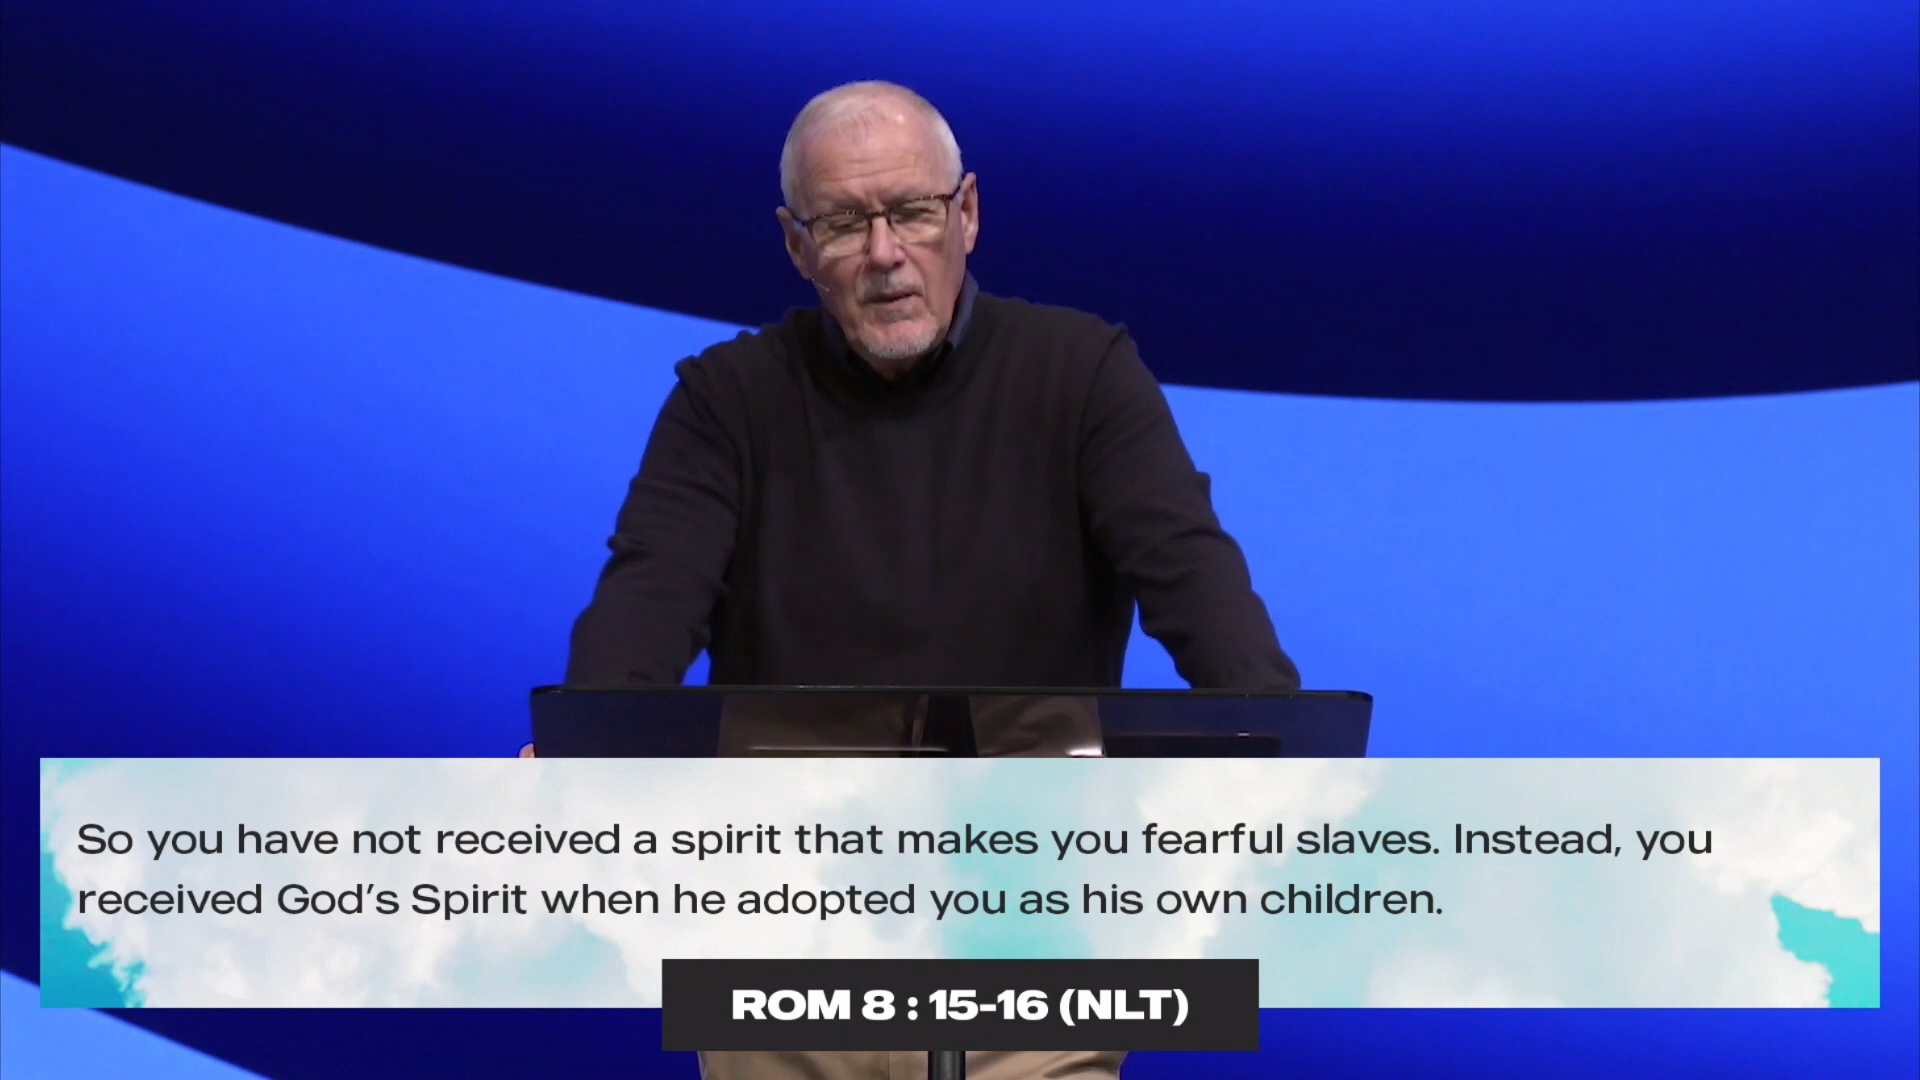 So you have not received a spirit that makes you fearful slaves. Instead, you
received God's Spirit when he adopted you as his own children.
ROM 8 : 15-16 (NLT)